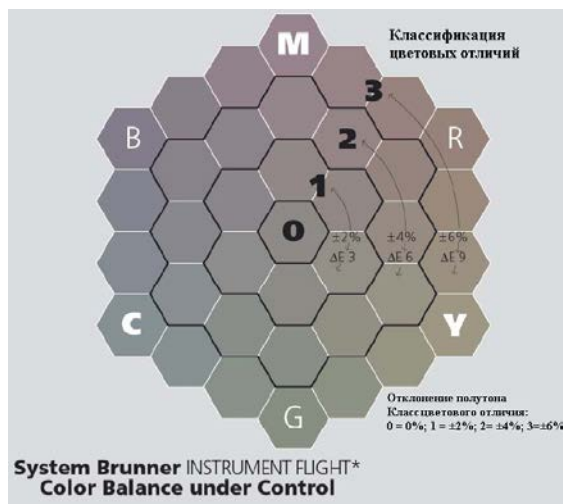 Классификация
цветовых отличий
M
3
B
2
R
1
0
±2%
±4%
±6%
ΔE 3
ΔE 6
ΔE 9
C
Y
G
Отклонение полутона
Класс цветового отличия:
0 = 0%; 1 = ±2%; 2= ±4%; 3=±6%
System Brunner INSTRUMENT FLIGHT*
Color Balance under Control